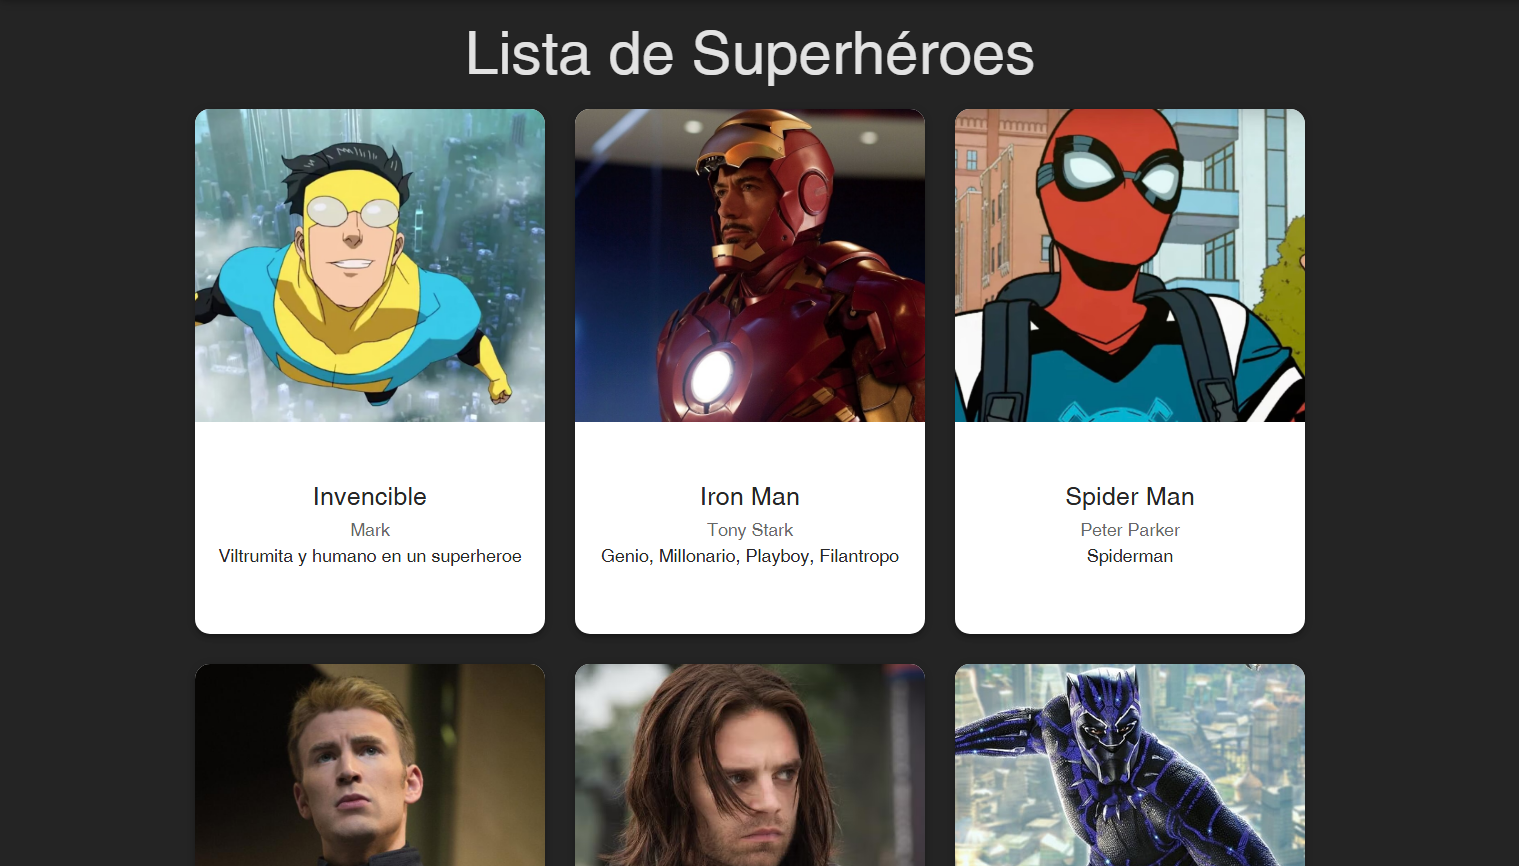 Lista de Superhéroes
Invencible
Mark
Viltrumita y humano en un superheroe
Iron Man
Tony Stark
Genio, Millonario, Playboy, Filantropo
Spider Man
Peter Parker
Spiderman